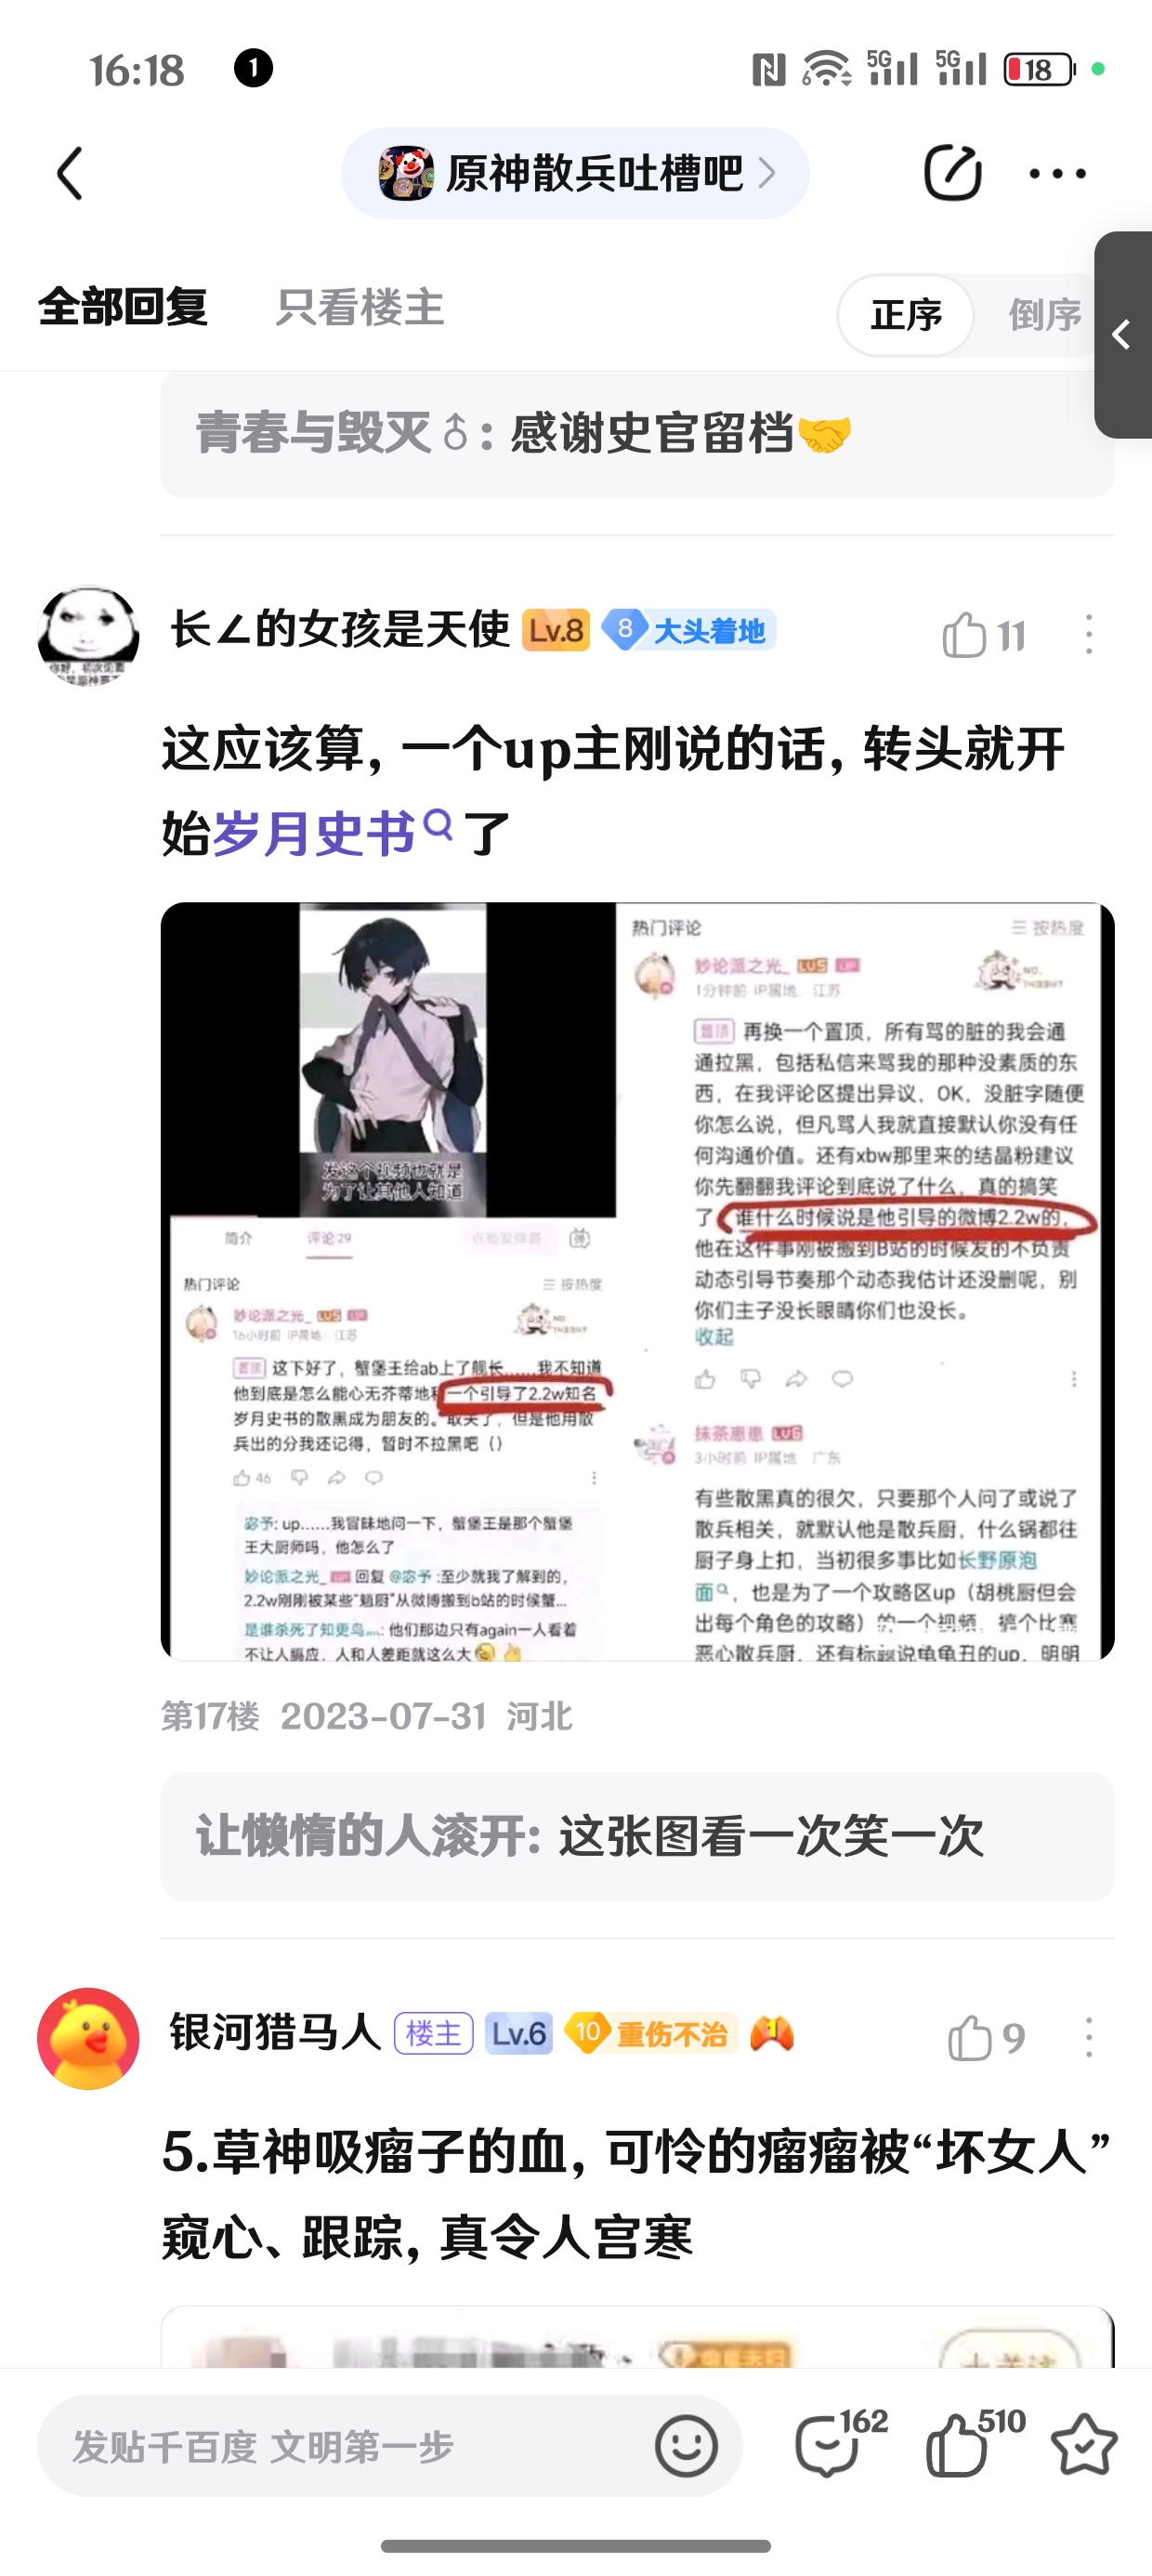 16:18
1
5G
5G
18
6
原神散兵吐槽吧
全部回复
只看楼主
正序
倒序
青春与毁灭♂: 感谢史官留档🤝
长∠的女孩是天使 Lv.8 8 大头着地
11
这应该算, 一个up主刚说的话, 转头就开
始岁月史书 了
发这个视频也就是
为了让其他人知道
简介
评论 29
点我发弹幕
弹
热门评论
按热度
妙论派之光_ LV5 UP
16小时前 IP属地: 江苏
置顶 这下好了，蟹堡王给ab上了舰长……我不知道
他到底是怎么能心无芥蒂地和一个引导了2.2w知名
岁月史书的散黑成为朋友的。取关了，但是他用散
兵出的分我还记得，暂时不拉黑吧（）
46
宓予: up……我冒昧地问一下，蟹堡王是那个蟹堡
王大厨师吗，他怎么了
妙论派之光_ UP 回复 @宓予 :至少就我了解到的，
2.2w刚刚被某些“魈厨”从微博搬到b站的时候蟹...
是谁杀死了知更鸟灬: 他们那边只有again一人看着
不让人膈应，人和人差距就这么大
热门评论
按热度
妙论派之光_ LV5 UP
1分钟前 IP属地: 江苏
NO.
置顶 再换一个置顶，所有骂的脏的我会通
通拉黑，包括私信来骂我的那种没素质的东
西，在我评论区提出异议，OK，没脏字随便
你怎么说，但凡骂人我就直接默认你没有任
何沟通价值。还有xbw那里来的结晶粉建议
你先翻翻我评论到底说了什么，真的搞笑
了，谁什么时候说是他引导的微博2.2w的，
他在这件事刚被搬到B站的时候发的不负责
动态引导节奏那个动态我估计还没删呢，别
你们主子没长眼睛你们也没长。
收起
抹茶崽崽 LV6
3小时前 IP属地: 广东
有些散黑真的很欠，只要那个人问了或说了
散兵相关，就默认他是散兵厨，什么锅都往
厨子身上扣，当初很多事比如长野原泡
面，也是为了一个攻略区up（胡桃厨但会
出每个角色的攻略）的一个视频，搞个比赛
恶心散兵厨，还有标题说龟龟丑的up，明明
第17楼 2023-07-31 河北
让懒惰的人滚开: 这张图看一次笑一次
银河猎马人 楼主 Lv.6 10 重伤不治
9
5.草神吸瘤子的血, 可怜的瘤瘤被“坏女人”
窥心、跟踪, 真令人宫寒
发贴千百度 文明第一步
162
510